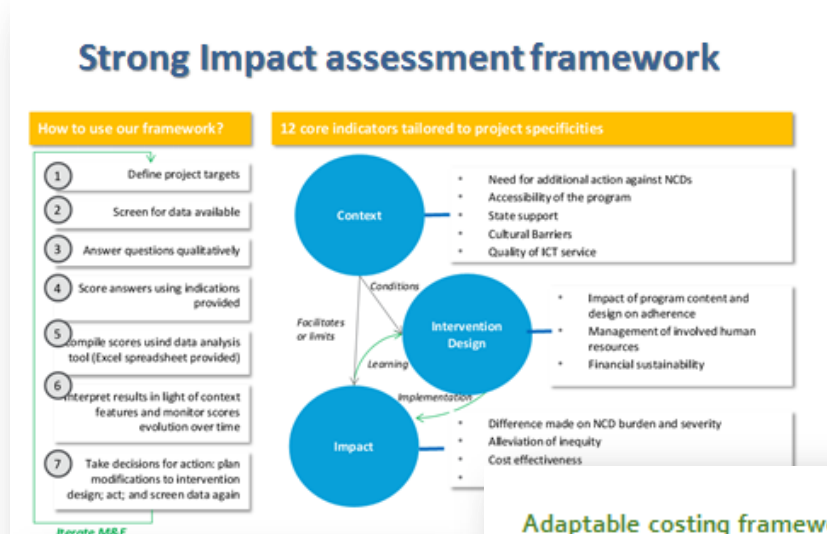 Strong Impact assessment framework
How to use our framework?
1
Define project targets
2
Screen for data available
3
Answer questions qualitatively
4
Score answers using indications
provided
5
ompile scores usind data analysis
tool (Excel spreadsheet provided)
6
nterpret results in light of context
features and monitor scores
evolution over time
7
Take decisions for action: plan
modifications to intervention
design; act; and screen data again
Iterate M&E
12 core indicators tailored to project specificities
Context
• Need for additional action against NCDs
• Accessibility of the program
• State support
• Cultural Barriers
• Quality of ICT service
Conditions
Facilitates
or limits
Intervention
Design
• Impact of program content and
design on adherence
• Management of involved human
resources
• Financial sustainability
Learning
Implementation
Impact
• Difference made on NCD burden and severity
• Alleviation of inequity
• Cost effectiveness
•
Adaptable costing framew